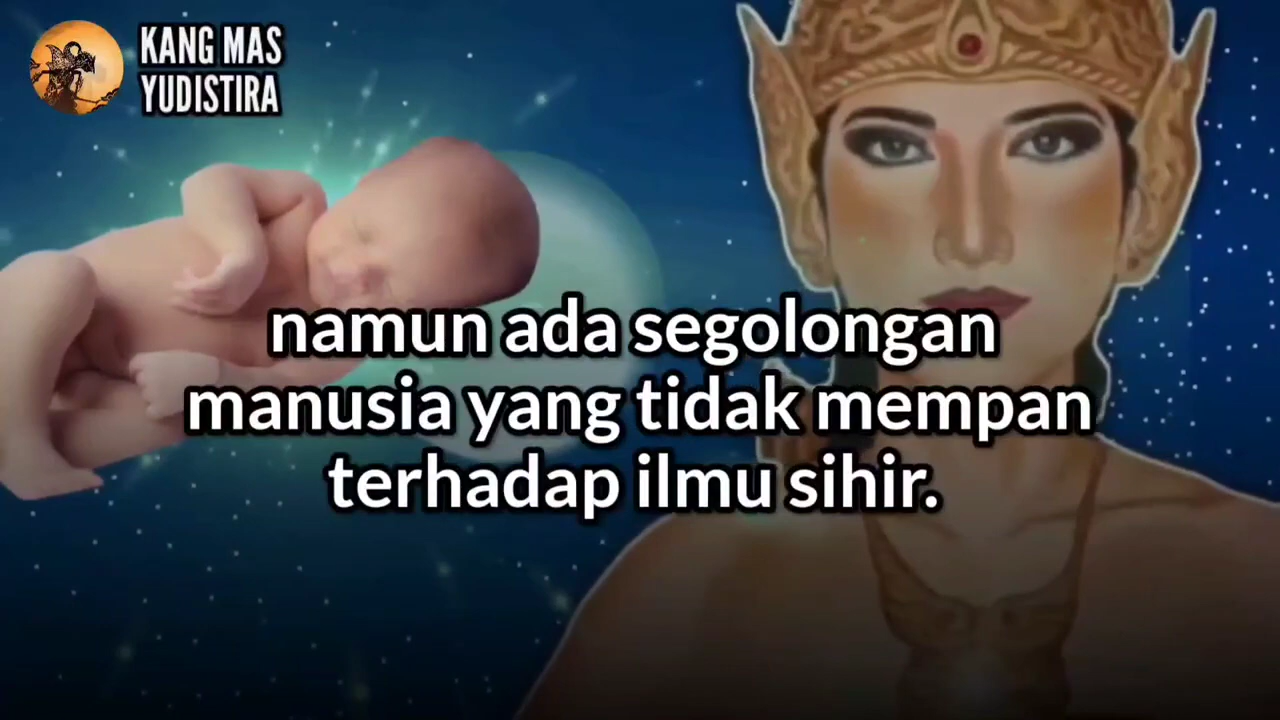 KANG MAS
YUDISTIRA
namun ada segolongan
manusia yang tidak mempan
terhadap ilmu sihir.